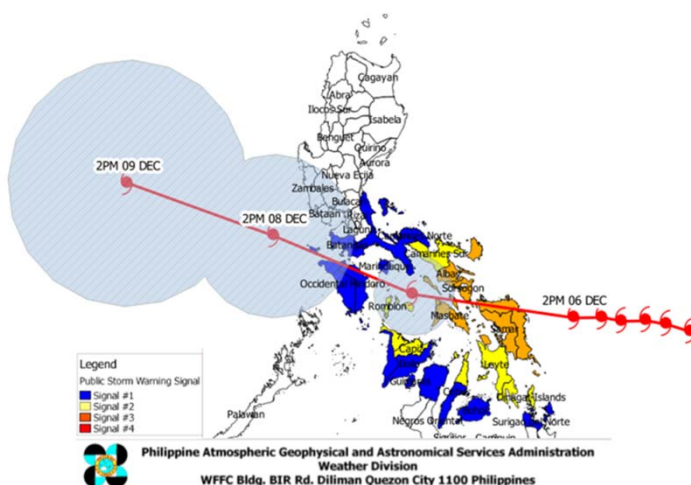 Cagayan
Abra
Ilocos Sur
Isabela
Benguet
Quirino
Aurora
Nueva Ecija
2PM 09 DEC
Zambales
Bulaca
2PM 08 DEC
Bataan
Rizal
Laguna
Norte
Batangas
Camarines Sur
Marinduque
Albay
Occidental Mindoro
Sorsogon
2PM 06 DEC
Romblon
Masbate
Samar
Capiz
Leyte
Legend
Public Storm Warning Signal
Signal #1
Signal #2
Signal #3
Signal #4
Dinagat Islands
Palawan
Negros Oriental
Surigao del Norte
Philippine Atmospheric Geophysical and Astronomical Services Administration
Weather Division
WFFC Bldg. BIR Rd. Diliman Quezon City 1100 Philippines